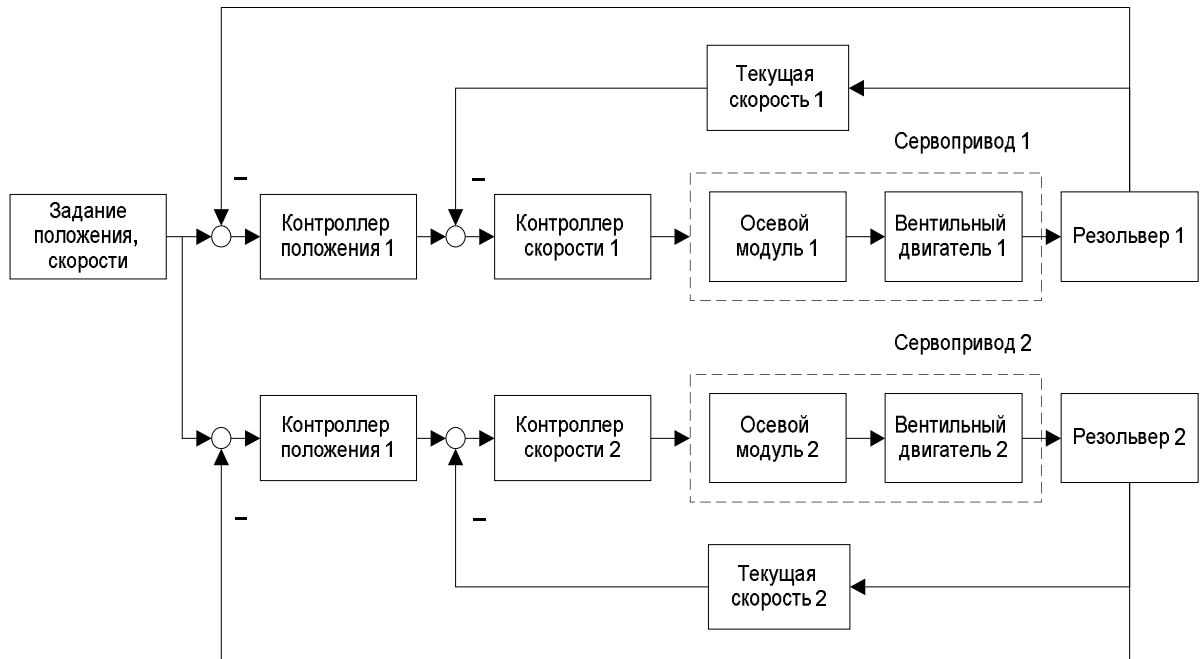 Текущая
скорость 1
Сервопривод 1
–
–
Задание
положения,
скорости
Контроллер
положения 1
Контроллер
скорости 1
Осевой
модуль 1
Вентильный
двигатель 1
Резольвер 1
Сервопривод 2
Контроллер
положения 1
Контроллер
скорости 2
Осевой
модуль 2
Вентильный
двигатель 2
Резольвер 2
–
–
Текущая
скорость 2